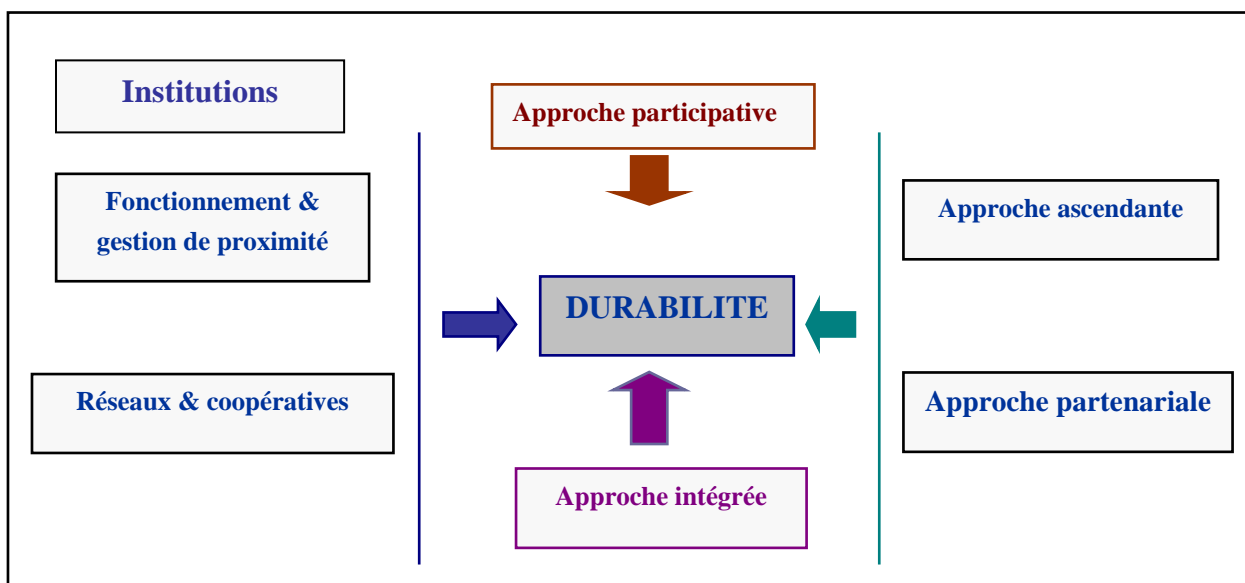 Institutions
Fonctionnement &
gestion de proximité
Réseaux & coopératives
Approche participative
DURABILITE
Approche intégrée
Approche ascendante
Approche partenariale